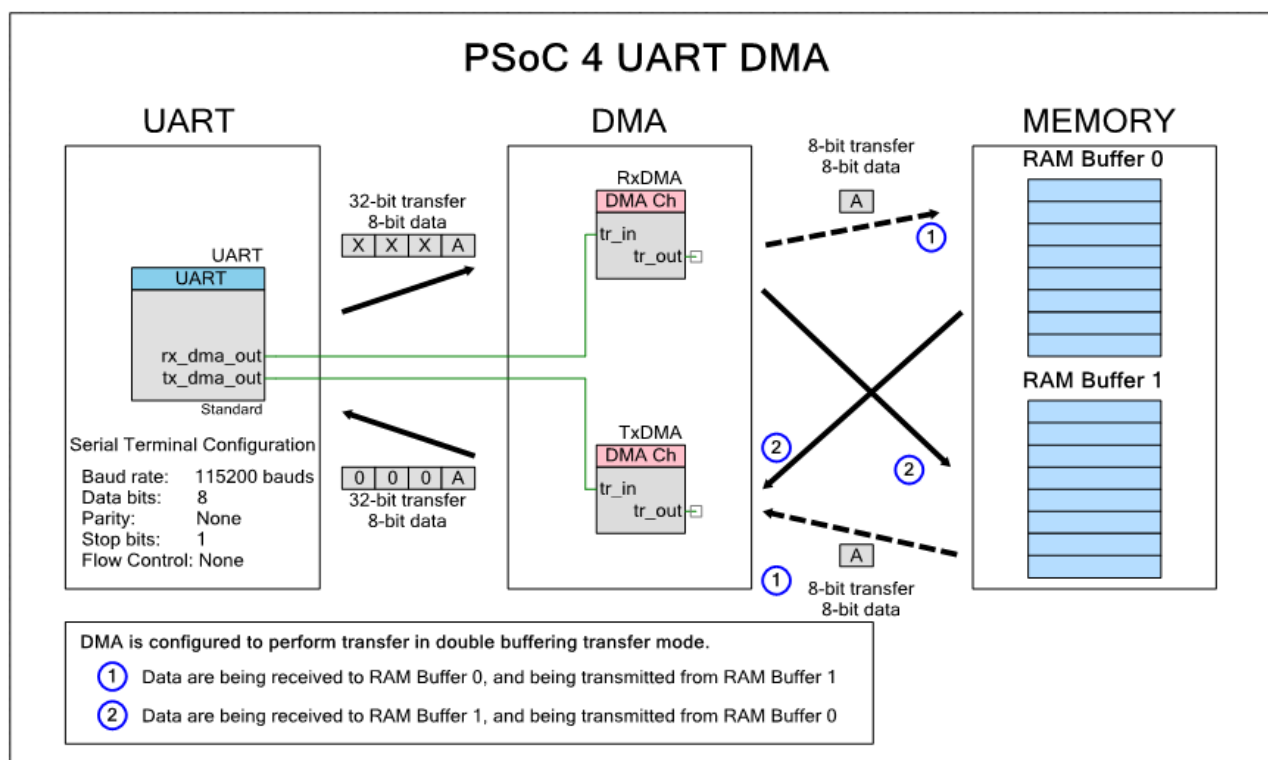 PSoC 4 UART DMA
UART
DMA
MEMORY
32-bit transfer
8-bit data
X X X A
UART
UART
rx_dma_out
tx_dma_out
Standard
Serial Terminal Configuration
Baud rate: 115200 bauds
Data bits: 8
Parity: None
Stop bits: 1
Flow Control: None
0 0 0 A
32-bit transfer
8-bit data
RxDMA
DMA Ch
tr_in
tr_out
TxDMA
DMA Ch
tr_in
tr_out
8-bit transfer
8-bit data
A
1
2
2
1
A
8-bit transfer
8-bit data
RAM Buffer 0
RAM Buffer 1
DMA is configured to perform transfer in double buffering transfer mode.
1 Data are being received to RAM Buffer 0, and being transmitted from RAM Buffer 1
2 Data are being received to RAM Buffer 1, and being transmitted from RAM Buffer 0